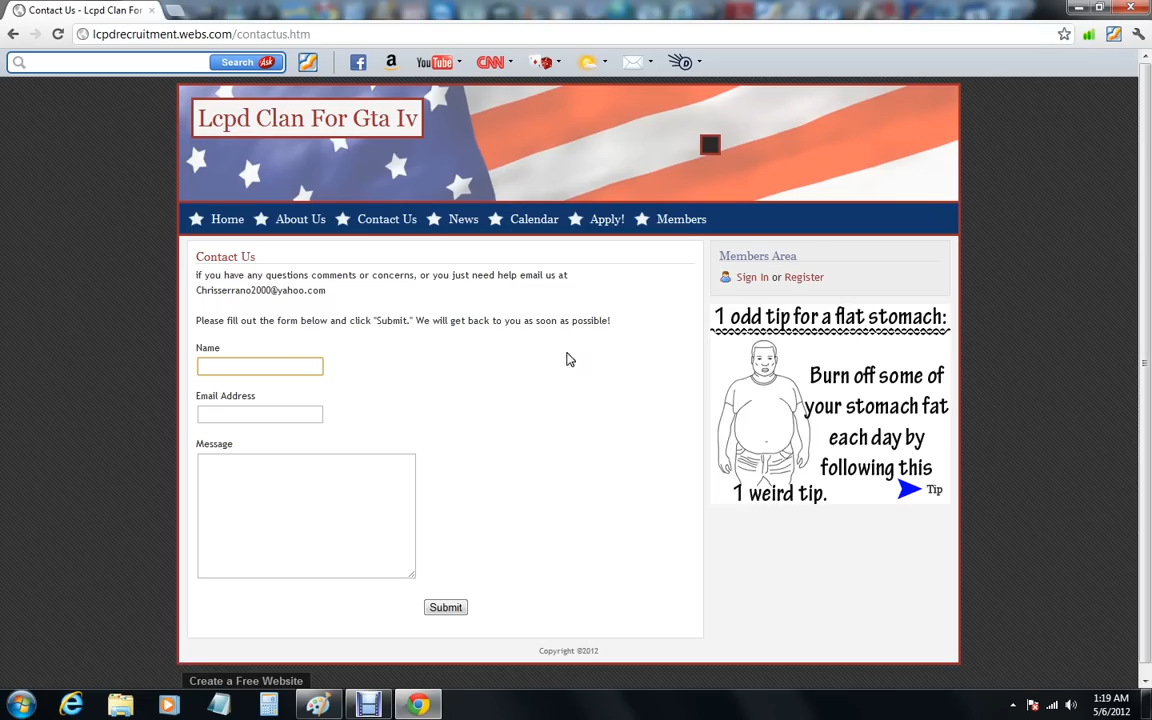 Contact Us - Lcpd Clan For
lcpdrecruitment.webs.com/contactus.htm
Search Ask
YouTube
CNN
Lcpd Clan For Gta Iv
Home About Us Contact Us News Calendar Apply! Members
Contact Us
if you have any questions comments or concerns, or you just need help email us at
Chrisserrano2000@yahoo.com
Please fill out the form below and click "Submit." We will get back to you as soon as possible!
Name
Email Address
Message
Submit
Members Area
Sign In or Register
1 odd tip for a flat stomach:
Burn off some of
your stomach fat
each day by
following this
1 weird tip.
Tip
Copyright ©2012
Create a Free Website
1:19 AM
5/6/2012